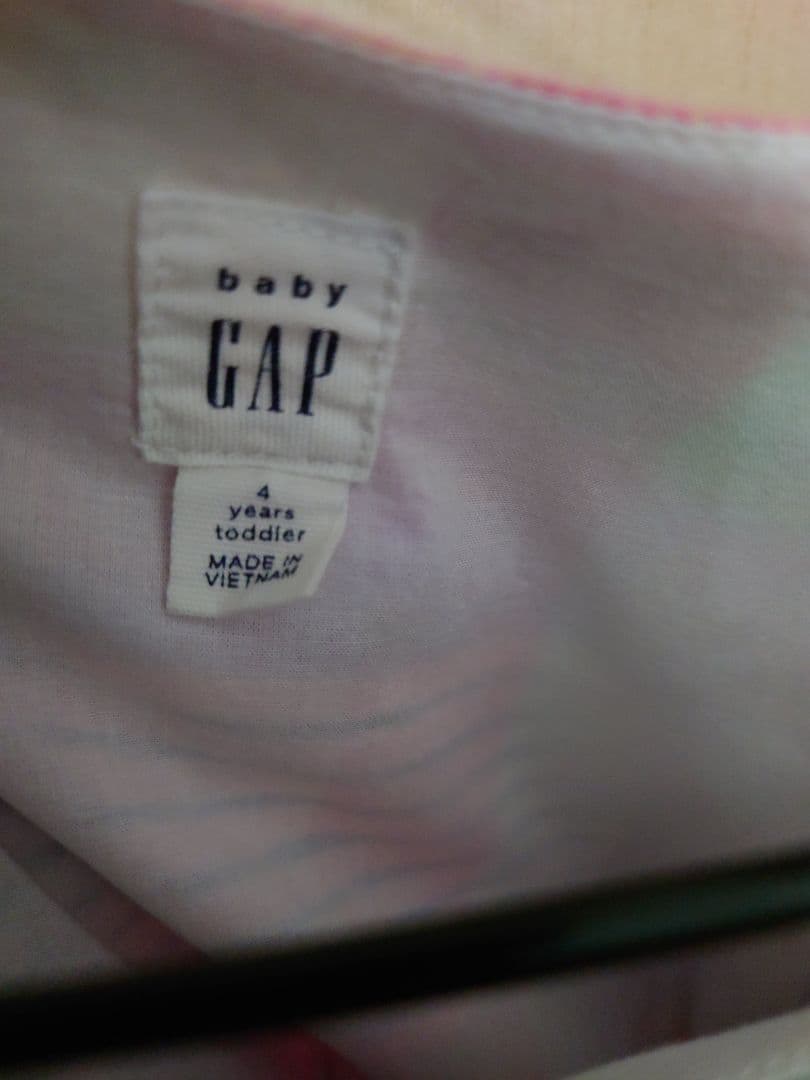 baby
GAP
4
years
toddler
MADE IN
VIETNAM